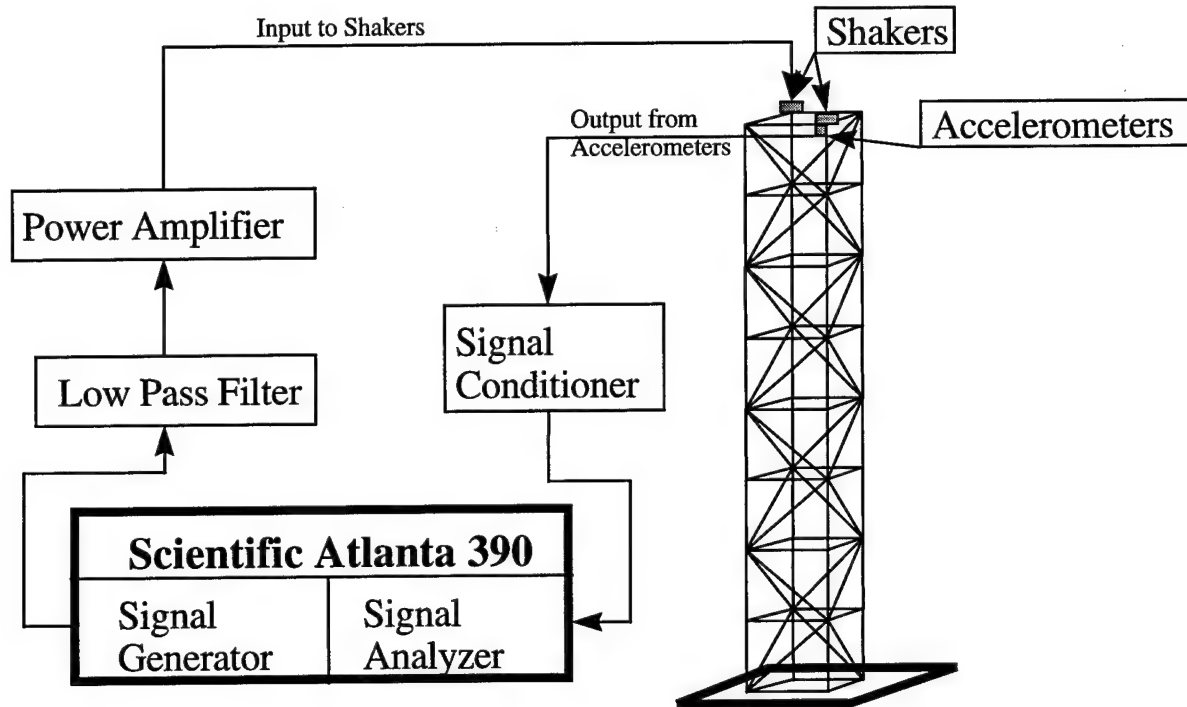 Input to Shakers
Shakers
Output from
Accelerometers
Accelerometers
Power Amplifier
Signal
Conditioner
Low Pass Filter
Scientific Atlanta 390
Signal
Generator
Signal
Analyzer